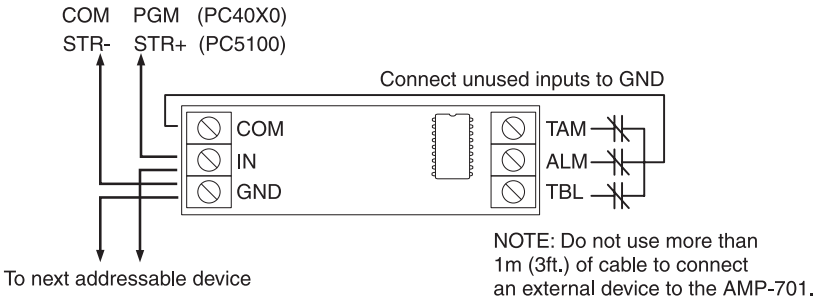 COM PGM (PC40X0)
STR- STR+ (PC5100)
Connect unused inputs to GND
COM
IN
GND
TAM
ALM
TBL
To next addressable device
NOTE: Do not use more than
1m (3ft.) of cable to connect
an external device to the AMP-701.